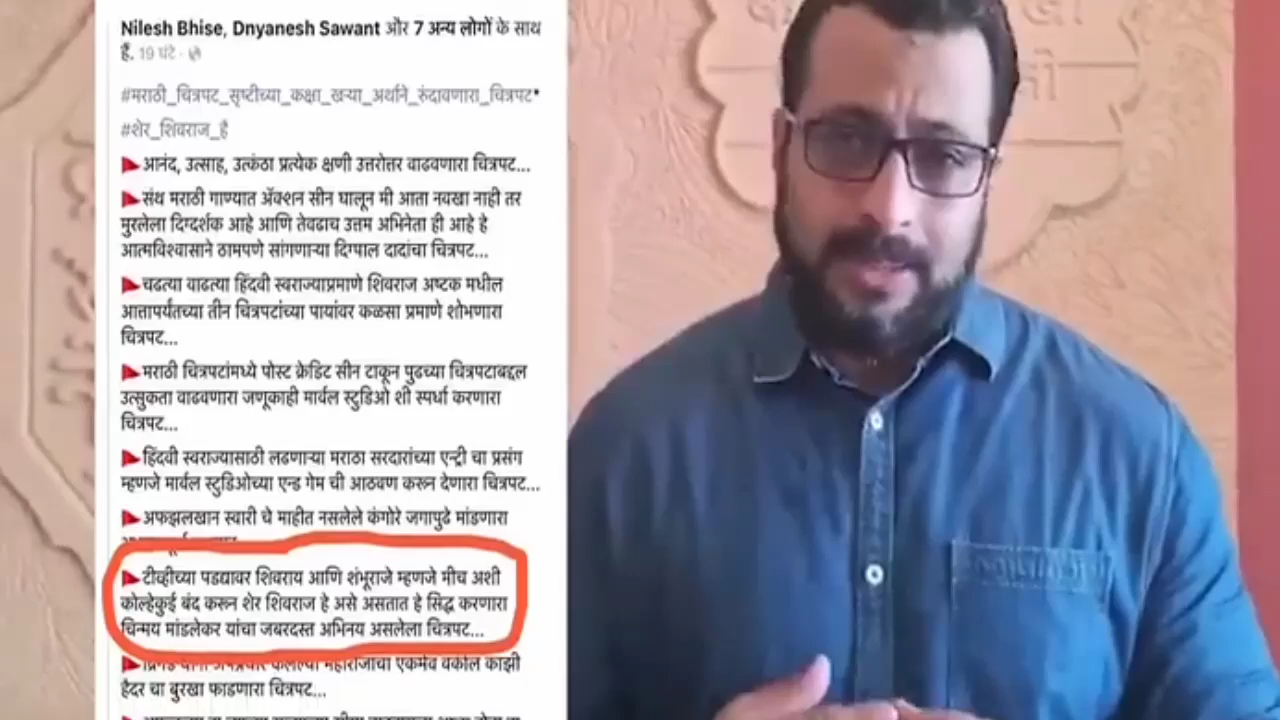 Nilesh Bhise, Dnyanesh Sawant और 7 अन्य लोगों के साथ
हैं. 19 घंटे ·
#मराठी_चित्रपट_सृष्टीच्या_कक्षा_खऱ्या_अर्थाने_रुंदावणारा_चित्रपट*
#शेर_शिवराज_है
🚩आनंद, उत्साह, उत्कंठा प्रत्येक क्षणी उत्तरोत्तर वाढवणारा चित्रपट...
🚩संथ मराठी गाण्यात ॲक्शन सीन घालून मी आता नवखा नाही तर
मुरलेला दिग्दर्शक आहे आणि तेवढाच उत्तम अभिनेता ही आहे हे
आत्मविश्वासाने ठामपणे सांगणाऱ्या दिग्पाल दादांचा चित्रपट...
🚩चढत्या वाढत्या हिंदवी स्वराज्याप्रमाणे शिवराज अष्टक मधील
आत्तापर्यंतच्या तीन चित्रपटांच्या पायांवर कळसा प्रमाणे शोभणारा
चित्रपट...
🚩मराठी चित्रपटांमध्ये पोस्ट क्रेडिट सीन टाकून पुढच्या चित्रपटाबद्दल
उत्सुकता वाढवणारा जणूकाही मार्वल स्टुडिओ शी स्पर्धा करणारा
चित्रपट...
🚩हिंदवी स्वराज्यासाठी लढणाऱ्या मराठा सरदारांच्या एन्ट्री चा प्रसंग
म्हणजे मार्वल स्टुडिओच्या एन्ड गेम ची आठवण करून देणारा चित्रपट...
🚩अफझलखान स्वारी चे माहीत नसलेले कंगोरे जगापुढे मांडणारा
🚩टीव्हीच्या पडद्यावर शिवराय आणि शंभूराजे म्हणजे मीच अशी
कोल्हेकुई बंद करून शेर शिवराज हे असे असतात हे सिद्ध करणारा
चिन्मय मांडलेकर यांचा जबरदस्त अभिनय असलेला चित्रपट...
महाराजांचा एकमेव वकील काझी
हैदर चा बुरखा फाडणारा चित्रपट...